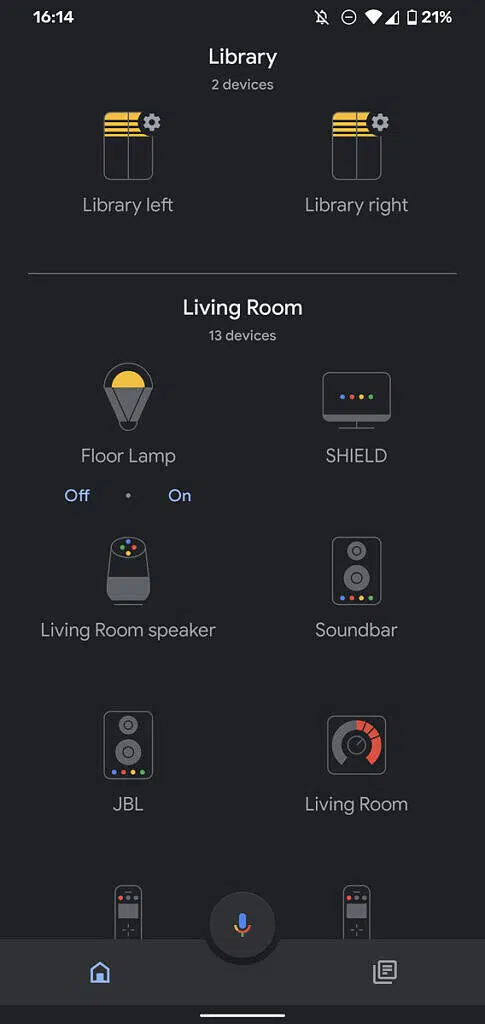 16:14
21%
Library
2 devices
Library left
Library right
Living Room
13 devices
Floor Lamp
SHIELD
Off • On
Living Room speaker
Soundbar
JBL
Living Room